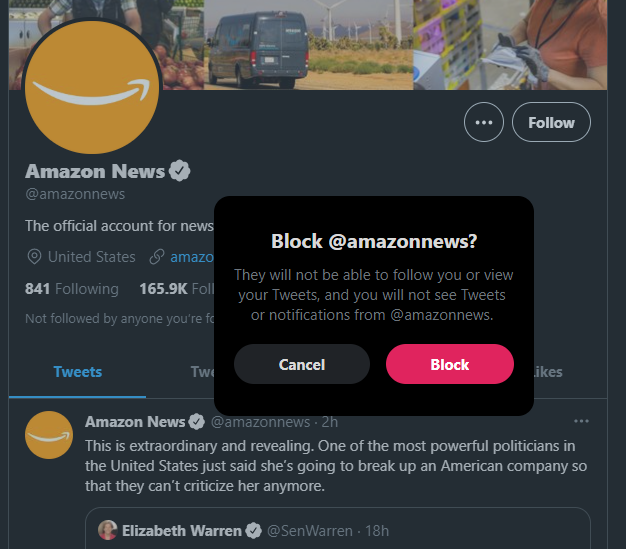 Follow
Amazon News
@amazonnews
The official account for news
United States amazo
841 Following 165.9K Foll
Not followed by anyone you're fo
Block @amazonnews?
They will not be able to follow you or view
your Tweets, and you will not see Tweets
or notifications from @amazonnews.
Cancel Block
Tweets Twe ikes
Amazon News @amazonnews · 2h
This is extraordinary and revealing. One of the most powerful politicians in
the United States just said she's going to break up an American company so
that they can't criticize her anymore.
Elizabeth Warren @SenWarren · 18h